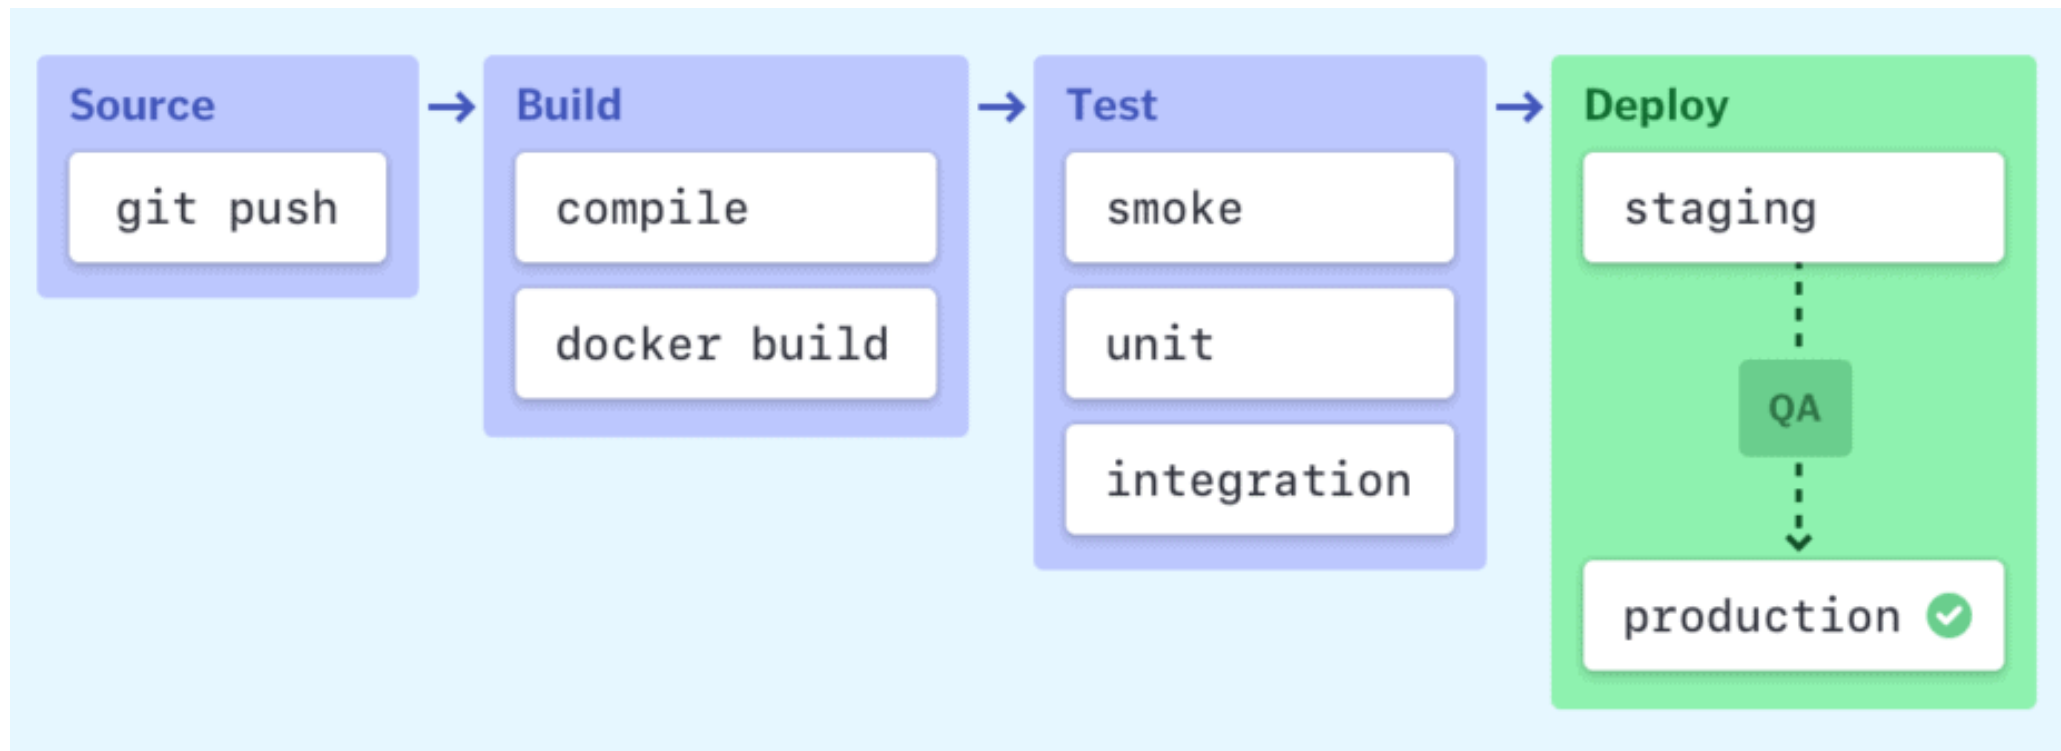 Source
git push
Build
compile
docker build
Test
smoke
unit
integration
Deploy
staging
QA
production